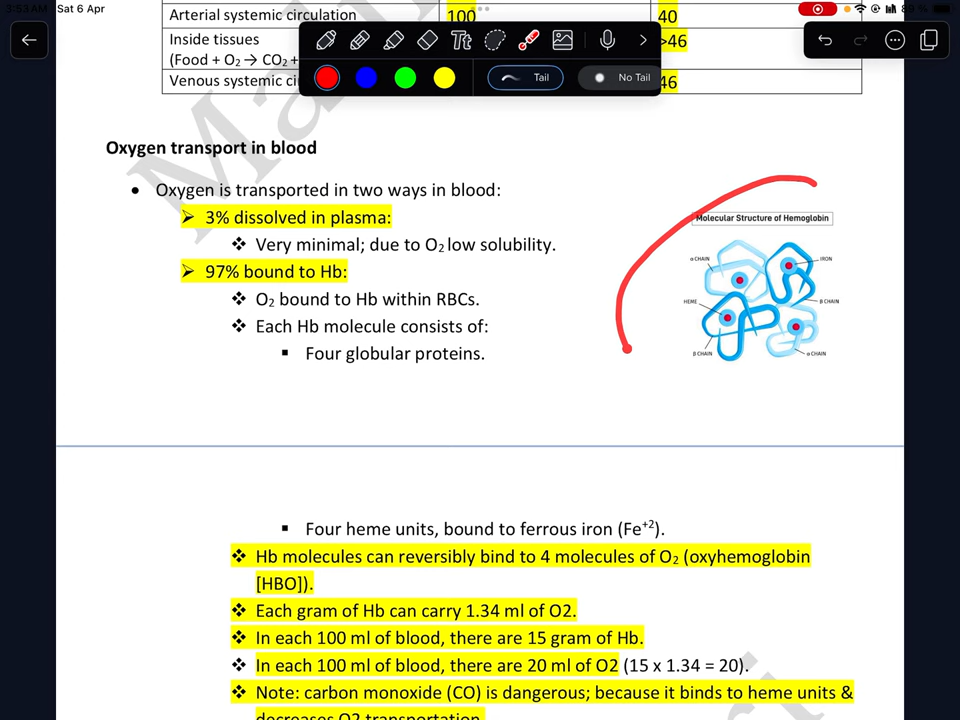 3:53 AM Sat 6 Apr
Arterial systemic circulation 100 40
Inside tissues >46
(Food + O₂ → CO₂ +
Venous systemic ci 46
Tt
Tail No Tail
Oxygen transport in blood
• Oxygen is transported in two ways in blood:
➢ 3% dissolved in plasma:
❖ Very minimal; due to O₂ low solubility.
➢ 97% bound to Hb:
❖ O₂ bound to Hb within RBCs.
❖ Each Hb molecule consists of:
▪ Four globular proteins.
Molecular Structure of Hemoglobin
α CHAIN
IRON
HEME
β CHAIN
β CHAIN
α CHAIN
▪ Four heme units, bound to ferrous iron (Fe⁺²).
❖ Hb molecules can reversibly bind to 4 molecules of O₂ (oxyhemoglobin
[HBO]).
❖ Each gram of Hb can carry 1.34 ml of O2.
❖ In each 100 ml of blood, there are 15 gram of Hb.
❖ In each 100 ml of blood, there are 20 ml of O2 (15 x 1.34 = 20).
❖ Note: carbon monoxide (CO) is dangerous; because it binds to heme units &
decreases O2 transportation.